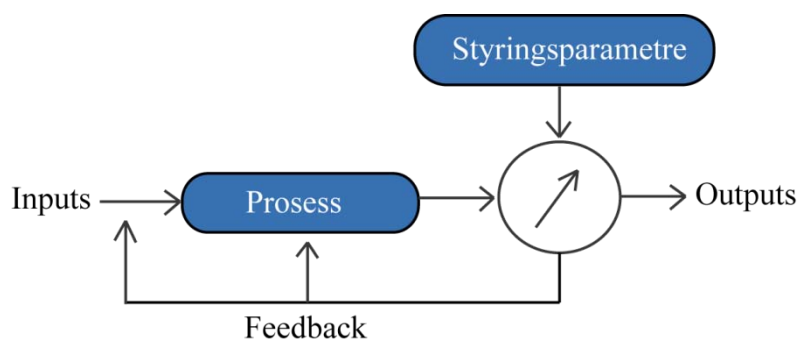 Styringsparametre
Inputs
Prosess
Outputs
Feedback